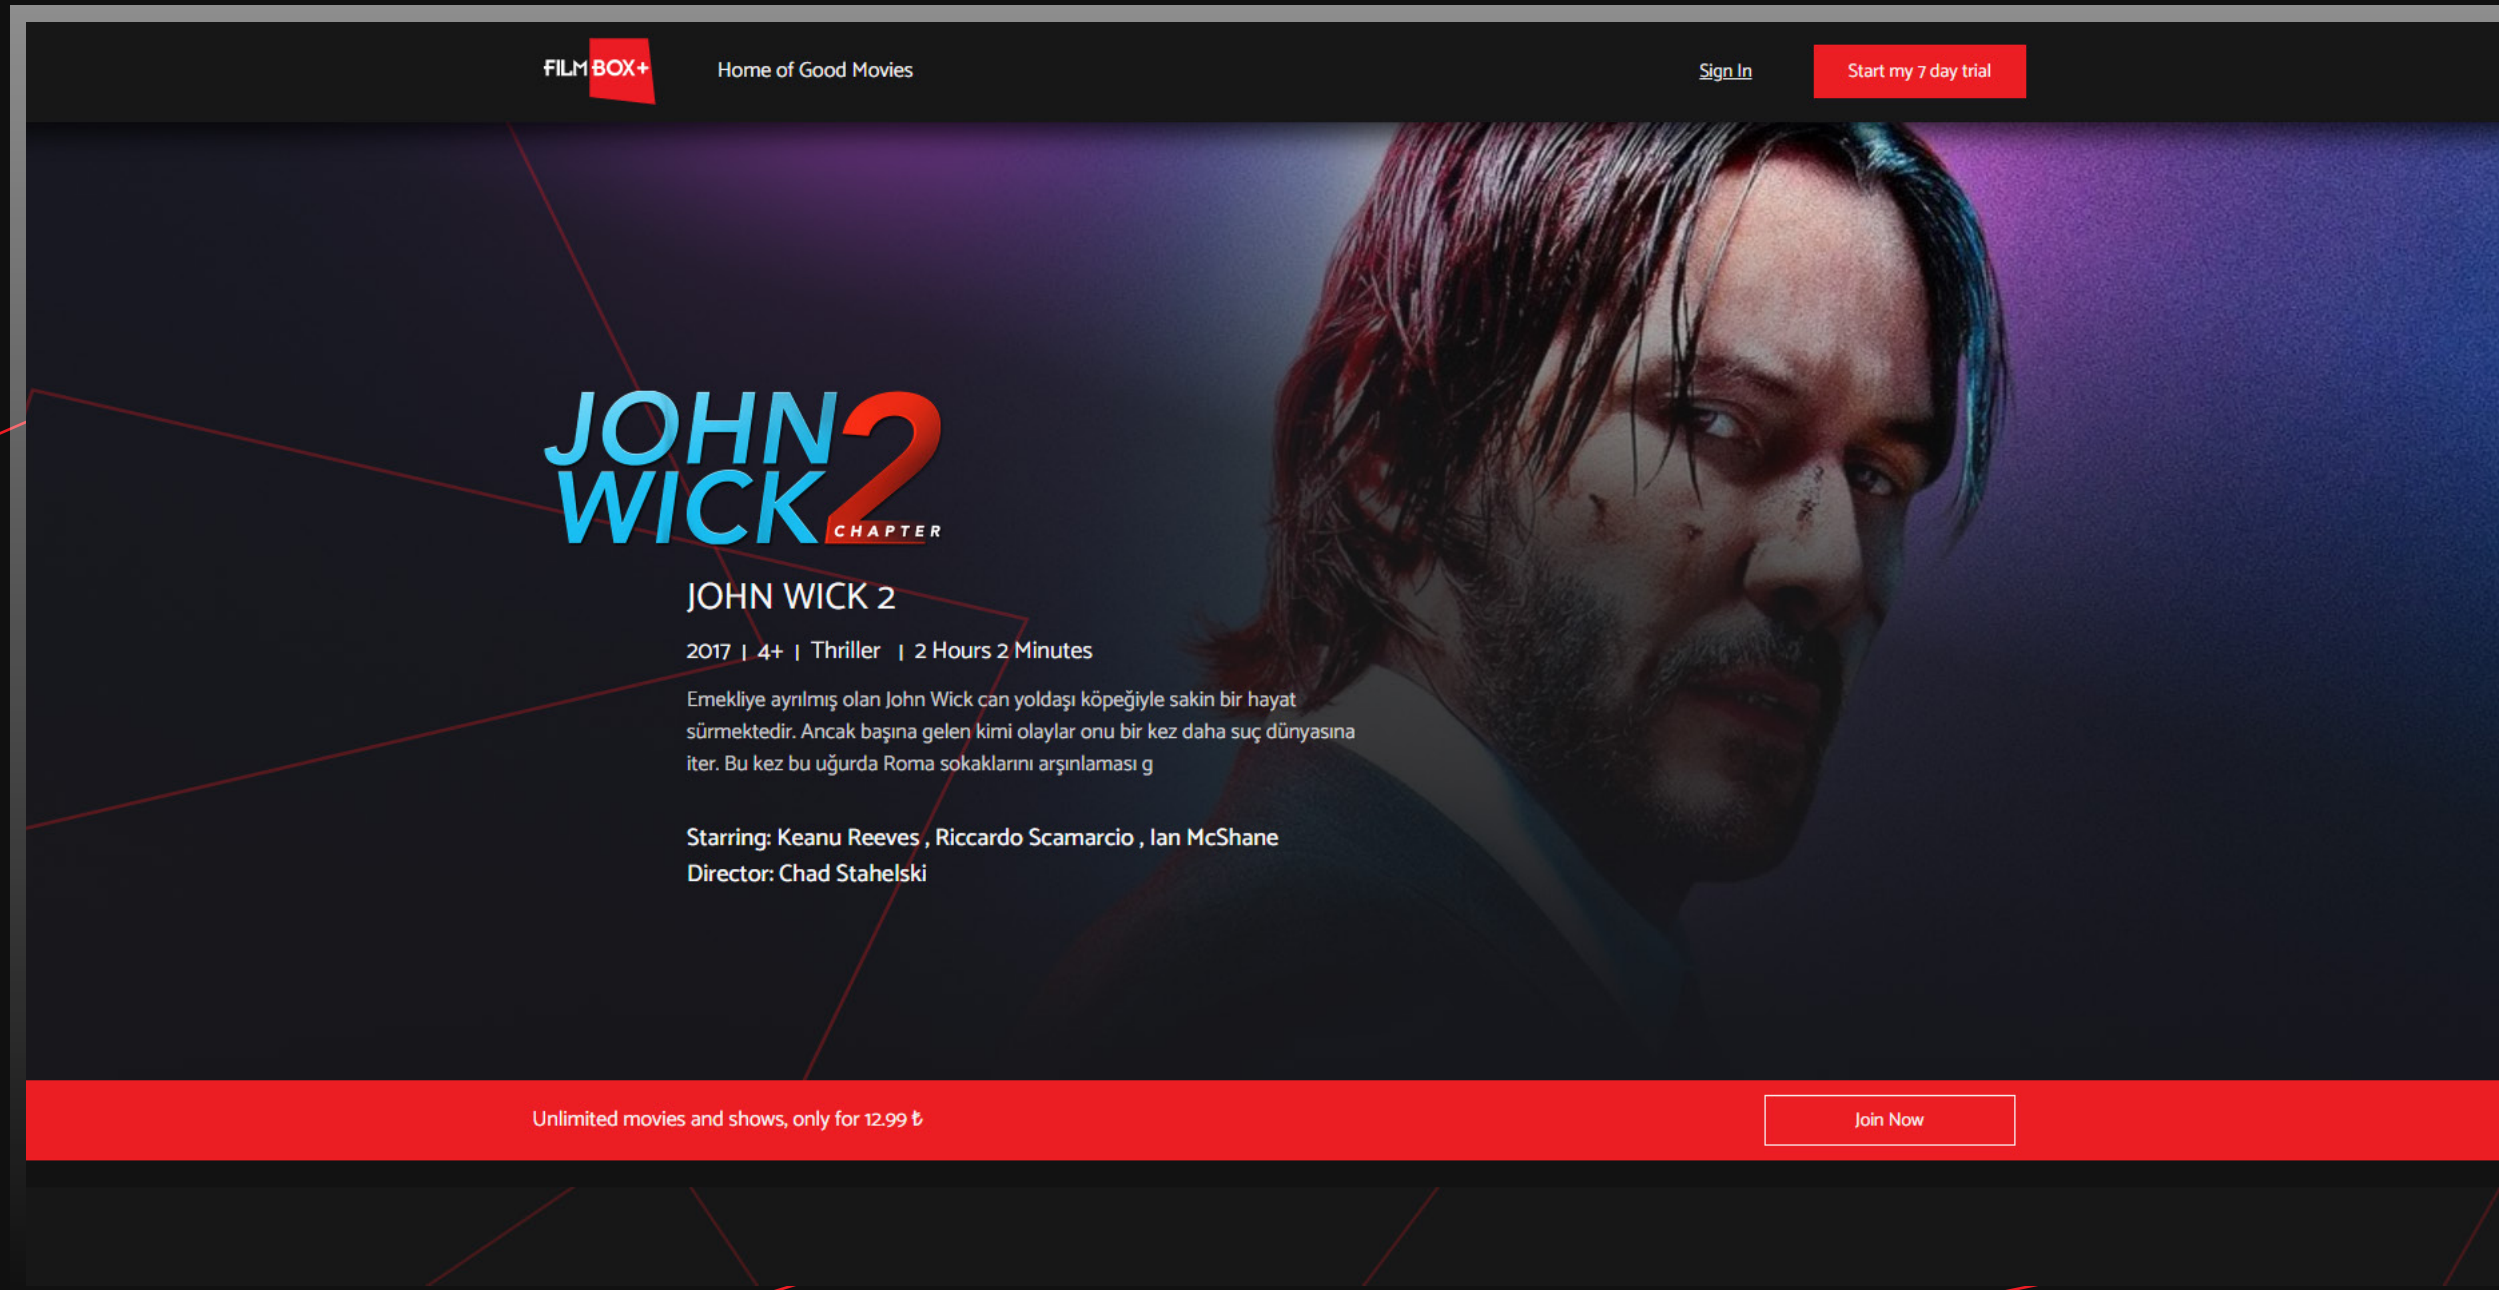 FILMBOX+
Home of Good Movies
Sign In
Start my 7 day trial
JOHN
WICK 2
CHAPTER
JOHN WICK 2
2017 | 4+ | Thriller | 2 Hours 2 Minutes
Emekliye ayrılmış olan John Wick can yoldaşı köpeğiyle sakin bir hayat
sürmektedir. Ancak başına gelen kimi olaylar onu bir kez daha suç dünyasına
iter. Bu kez bu uğurda Roma sokaklarını arşınlaması g
Starring: Keanu Reeves , Riccardo Scamarcio , Ian McShane
Director: Chad Stahelski
Unlimited movies and shows, only for 12.99 ₺
Join Now